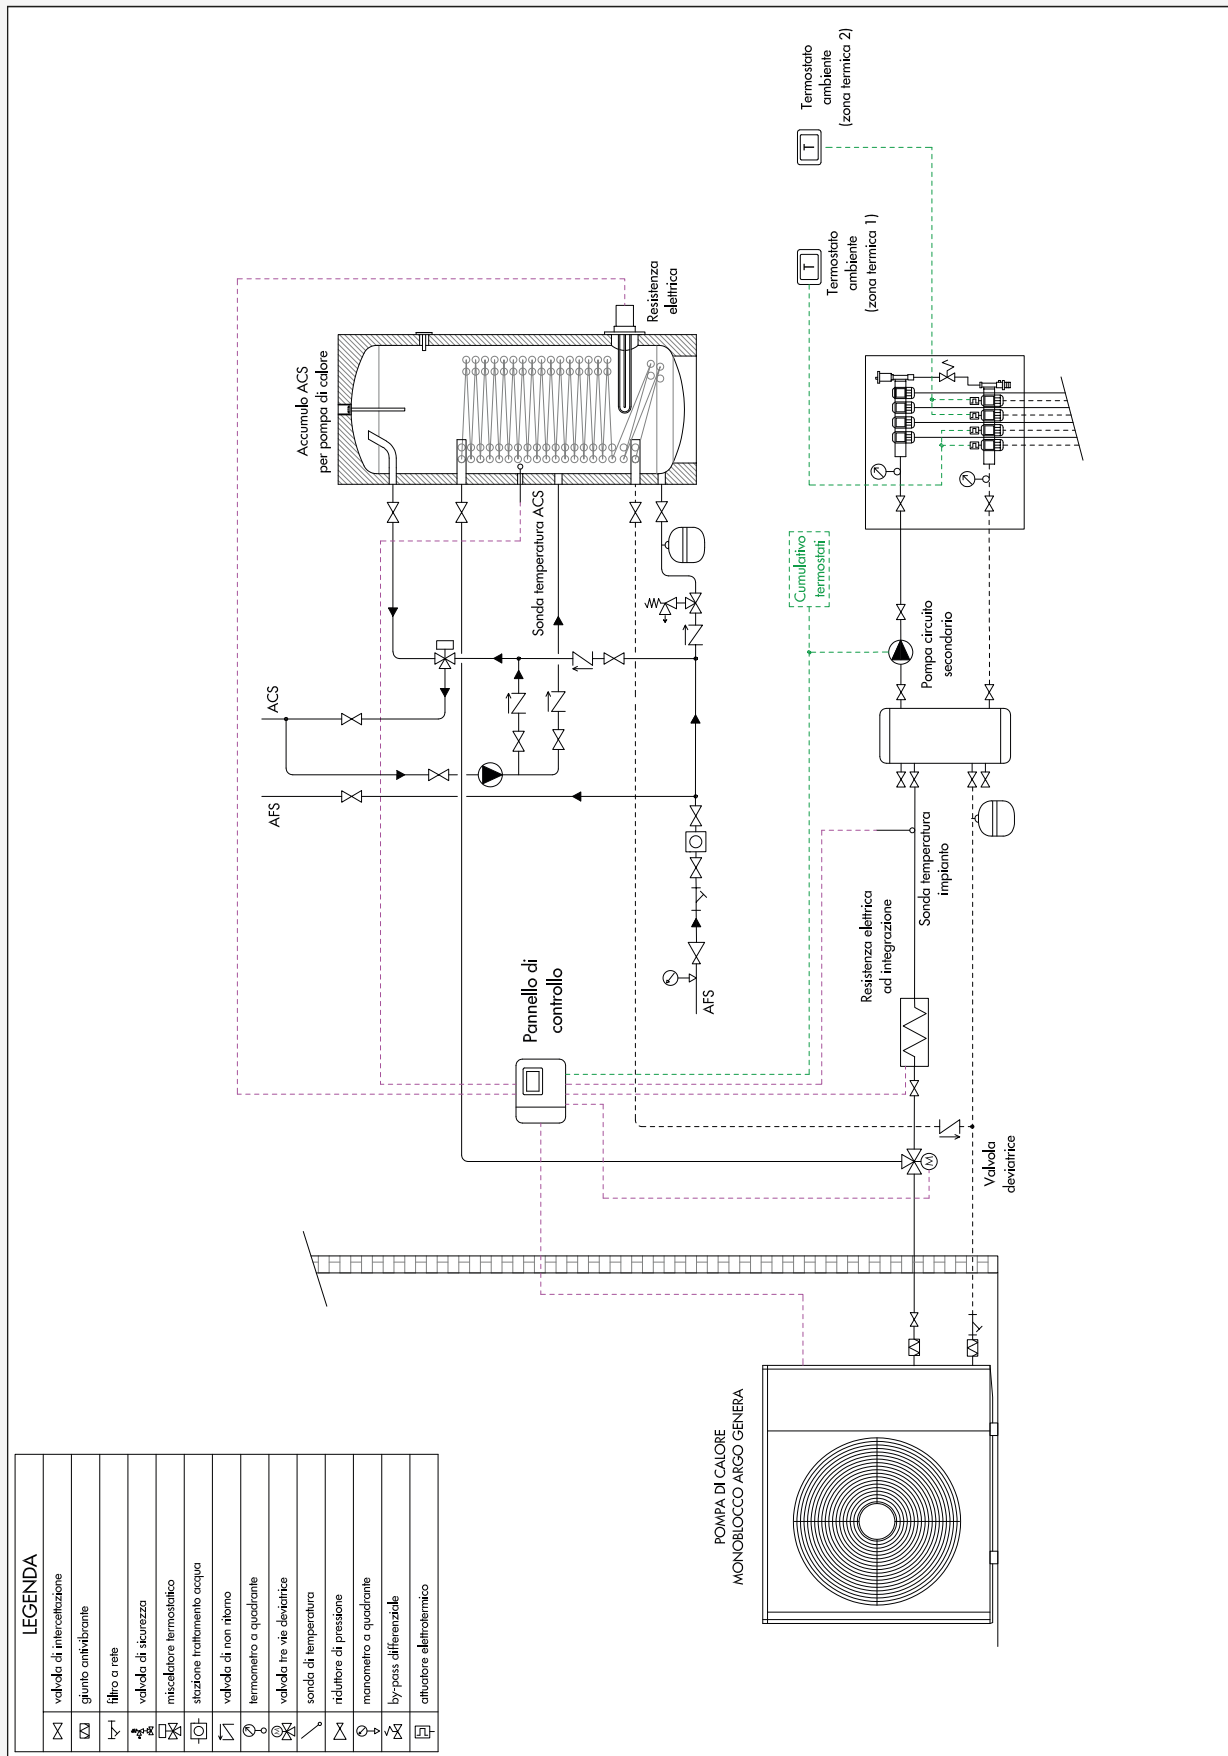 LEGENDA
valvola di intercettazione
giunto antivibrante
filtro a rete
valvola di sicurezza
miscelatore termostatico
stazione trattamento acqua
valvola di non ritorno
termometro a quadrante
M
valvola tre vie deviatrice
sonda di temperatura
riduttore di pressione
manometro a quadrante
by-pass differenziale
attuatore elettrotermico
POMPA DI CALORE
MONOBLOCCO ARGO GENERA
AFS
ACS
Accumulo ACS
per pompa di calore
Resistenza
elettrica
Sonda temperatura ACS
Pannello di
controllo
AFS
Valvola
deviatrice
M
Resistenza elettrica
ad integrazione
Sonda temperatura
impianto
Pompa circuito
secondario
Cumulativo
termostati
T
Termostato
ambiente
(zona termica 1)
T
Termostato
ambiente
(zona termica 2)